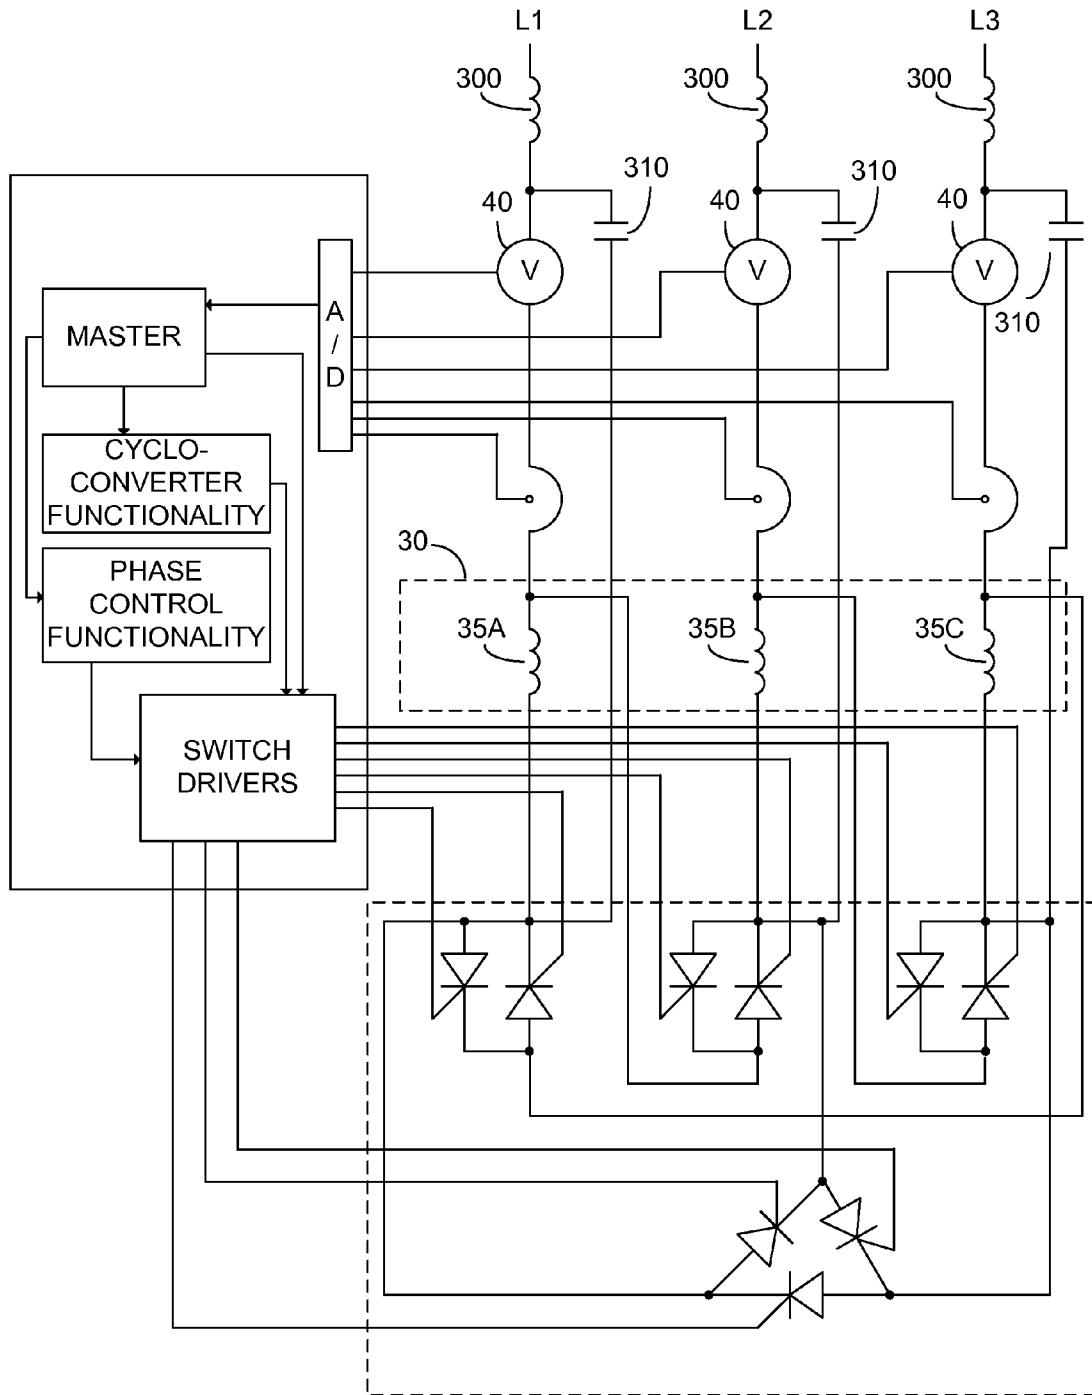 L1
L2
L3
300
300
300
310
310
40
40
40
V
V
V
310
A
/
D
MASTER
CYCLO-
CONVERTER
FUNCTIONALITY
30
PHASE
CONTROL
FUNCTIONALITY
35A
35B
35C
SWITCH
DRIVERS